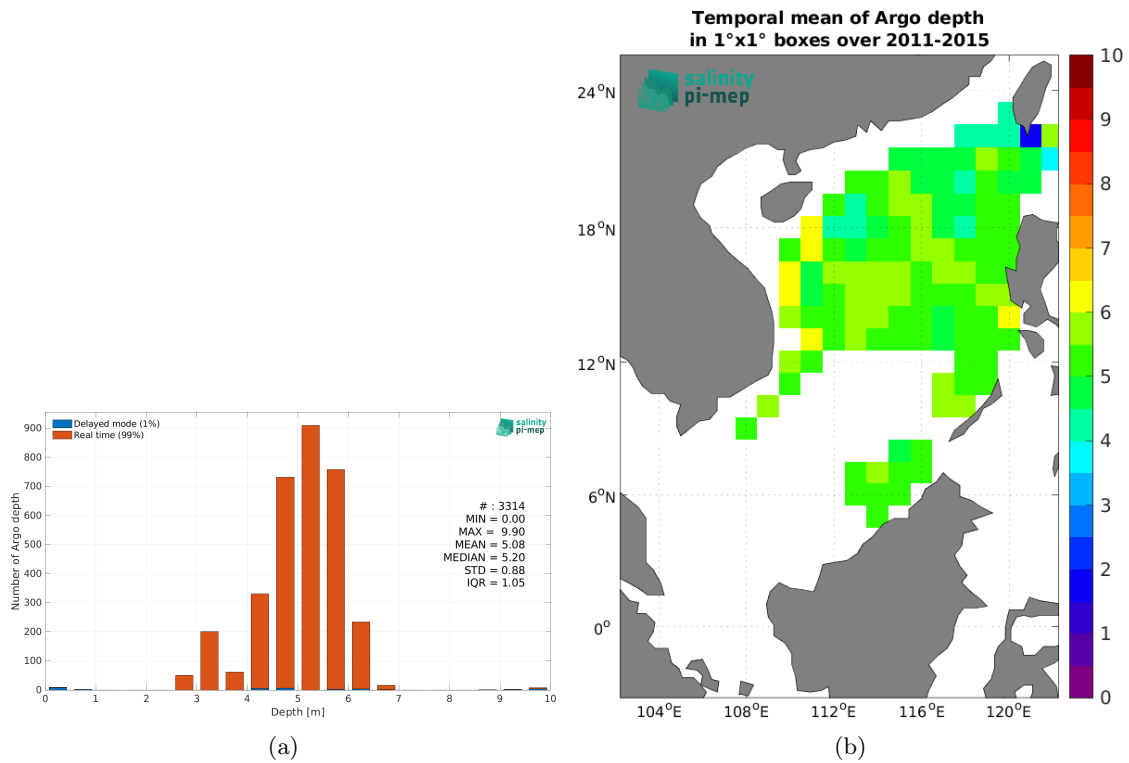 Temporal mean of Argo depth
in 1°x1° boxes over 2011-2015
salinity
pi-mep
24°N
18°N
12°N
6°N
0°
104°E
108°E
112°E
116°E
120°E
10
9
8
7
6
5
4
3
2
1
0
Delayed mode (1%)
Real time (99%)
salinity
pi-mep
# : 3314
MIN = 0.00
MAX = 9.90
MEAN = 5.08
MEDIAN = 5.20
STD = 0.88
IQR = 1.05
Number of Argo depth
900
800
700
600
500
400
300
200
100
0
0
1
2
3
4
5
6
7
8
9
10
Depth [m]
(a)
(b)